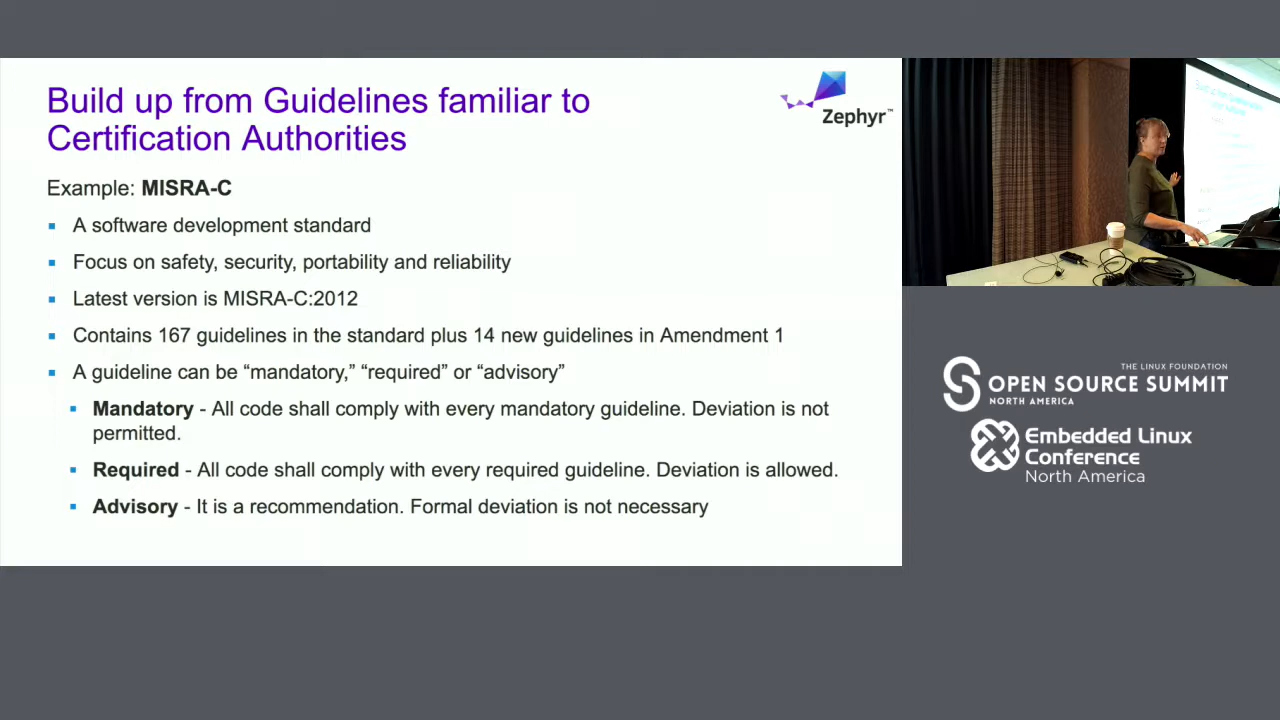 Build up from Guidelines familiar to
Certification Authorities
Zephyr™
Example: MISRA-C
▪ A software development standard
▪ Focus on safety, security, portability and reliability
▪ Latest version is MISRA-C:2012
▪ Contains 167 guidelines in the standard plus 14 new guidelines in Amendment 1
▪ A guideline can be “mandatory,” “required” or “advisory”
▪ Mandatory - All code shall comply with every mandatory guideline. Deviation is not
permitted.
▪ Required - All code shall comply with every required guideline. Deviation is allowed.
▪ Advisory - It is a recommendation. Formal deviation is not necessary
THE LINUX FOUNDATION
OPEN SOURCE SUMMIT
NORTH AMERICA
Embedded Linux
Conference
North America